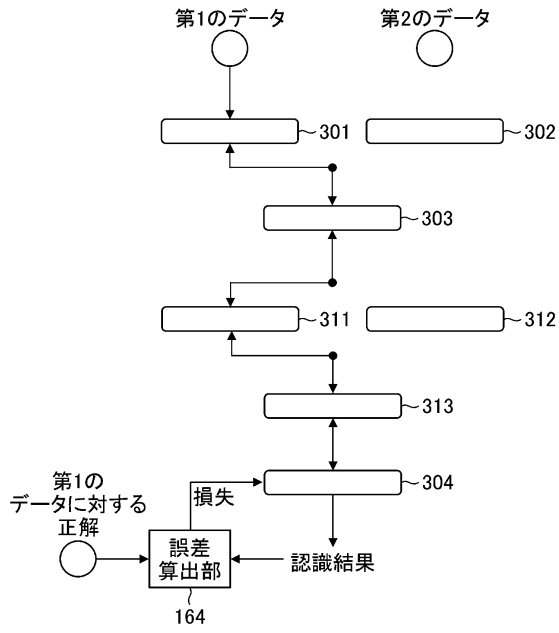 第1のデータ
第2のデータ
301
302
303
311
312
313
304
第1の
データに対する
正解
損失
誤差
算出部
認識結果
164